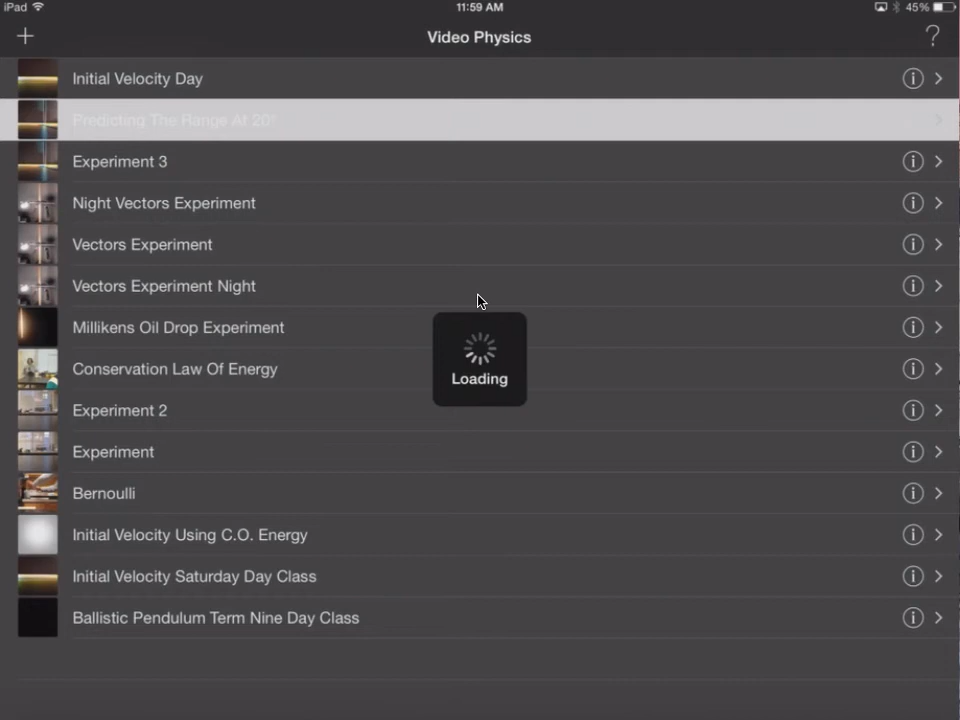 iPad 11:59 AM 45%
+ Video Physics ?
Initial Velocity Day
Predicting The Range At 20°
Experiment 3
Night Vectors Experiment
Vectors Experiment
Vectors Experiment Night
Millikens Oil Drop Experiment
Loading
Conservation Law Of Energy
Experiment 2
Experiment
Bernoulli
Initial Velocity Using C.O. Energy
Initial Velocity Saturday Day Class
Ballistic Pendulum Term Nine Day Class